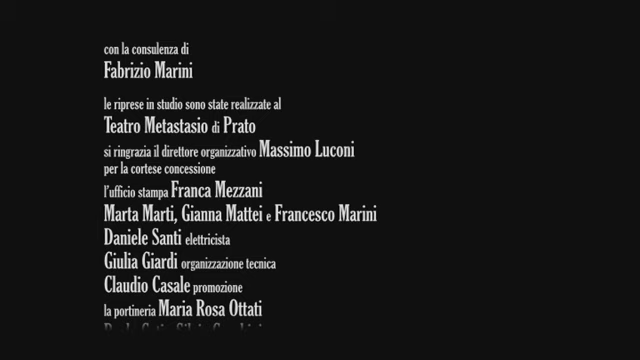 con la consulenza di
Fabrizio Marini
le riprese in studio sono state realizzate al
Teatro Metastasio di Prato
si ringrazia il direttore organizzativo Massimo Luconi
per la cortese concessione
l'ufficio stampa Franca Mezzani
Marta Marti, Gianna Mattei e Francesco Marini
Daniele Santi elettricista
Giulia Giardi organizzazione tecnica
Claudio Casale promozione
la portineria Maria Rosa Ottati